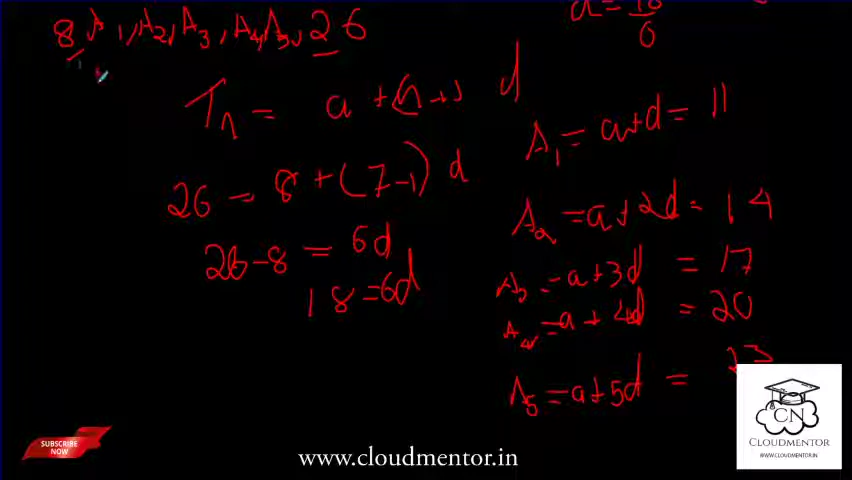 8, A1, A2, A3, A4, A5, 26
Tn = a + (n-1) d
26 = 8 + (7-1) d
26-8 = 6d
18 = 6d
A1 = a+d = 11
A2 = a+2d = 14
A3 = a+3d = 17
A4 = a+4d = 20
A5 = a+5d = 23
SUBSCRIBE
NOW
www.cloudmentor.in
CN
CLOUDMENTOR
WWW.CLOUDMENTOR.IN